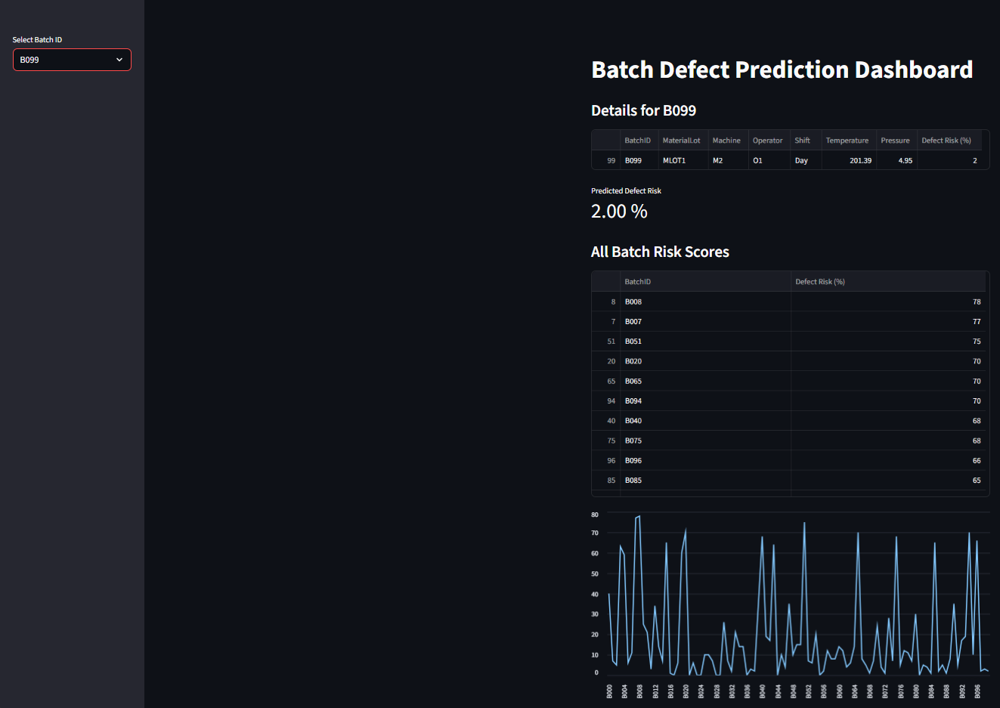 Select Batch ID
B099
Batch Defect Prediction Dashboard
Details for B099
BatchID MaterialLot Machine Operator Shift Temperature Pressure Defect Risk (%)
99 B099 MLOT1 M2 O1 Day 201.39 4.95 2
Predicted Defect Risk
2.00 %
All Batch Risk Scores
BatchID Defect Risk (%)
8 B008 78
7 B007 77
51 B051 75
20 B020 70
65 B065 70
94 B094 70
40 B040 68
75 B075 68
96 B096 66
85 B085 65
80
70
60
50
40
30
20
10
0
B000 B004 B008 B012 B016 B020 B024 B028 B032 B036 B040 B044 B048 B052 B056 B060 B064 B068 B072 B076 B080 B084 B088 B092 B096